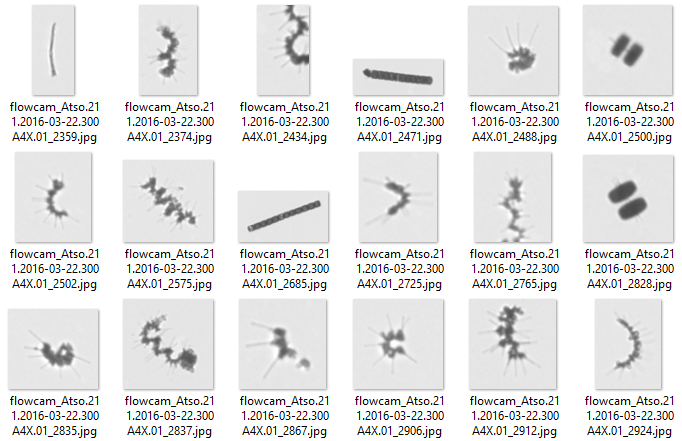 flowcam_Atso.21 flowcam_Atso.21 flowcam_Atso.21 flowcam_Atso.21 flowcam_Atso.21 flowcam_Atso.21
1.2016-03-22.300 1.2016-03-22.300 1.2016-03-22.300 1.2016-03-22.300 1.2016-03-22.300 1.2016-03-22.300
A4X.01_2359.jpg A4X.01_2374.jpg A4X.01_2434.jpg A4X.01_2471.jpg A4X.01_2488.jpg A4X.01_2500.jpg
flowcam_Atso.21 flowcam_Atso.21 flowcam_Atso.21 flowcam_Atso.21 flowcam_Atso.21 flowcam_Atso.21
1.2016-03-22.300 1.2016-03-22.300 1.2016-03-22.300 1.2016-03-22.300 1.2016-03-22.300 1.2016-03-22.300
A4X.01_2502.jpg A4X.01_2575.jpg A4X.01_2685.jpg A4X.01_2725.jpg A4X.01_2765.jpg A4X.01_2828.jpg
flowcam_Atso.21 flowcam_Atso.21 flowcam_Atso.21 flowcam_Atso.21 flowcam_Atso.21 flowcam_Atso.21
1.2016-03-22.300 1.2016-03-22.300 1.2016-03-22.300 1.2016-03-22.300 1.2016-03-22.300 1.2016-03-22.300
A4X.01_2835.jpg A4X.01_2837.jpg A4X.01_2867.jpg A4X.01_2906.jpg A4X.01_2912.jpg A4X.01_2924.jpg